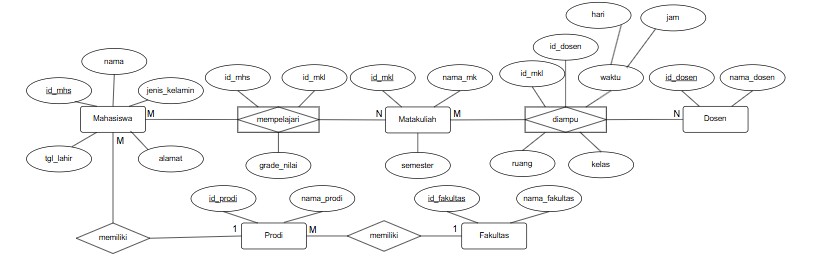 hari
jam
id_dosen
nama
id_mhs
id_mkl
id_mkl
nama_mk
id_mkl
waktu
id_dosen
nama_dosen
id_mhs
jenis_kelamin
Mahasiswa
M
mempelajari
N
Matakuliah
M
diampu
N
Dosen
M
tgl_lahir
alamat
grade_nilai
semester
ruang
kelas
id_prodi
nama_prodi
id_fakultas
nama_fakultas
memiliki
1
Prodi
M
memiliki
1
Fakultas